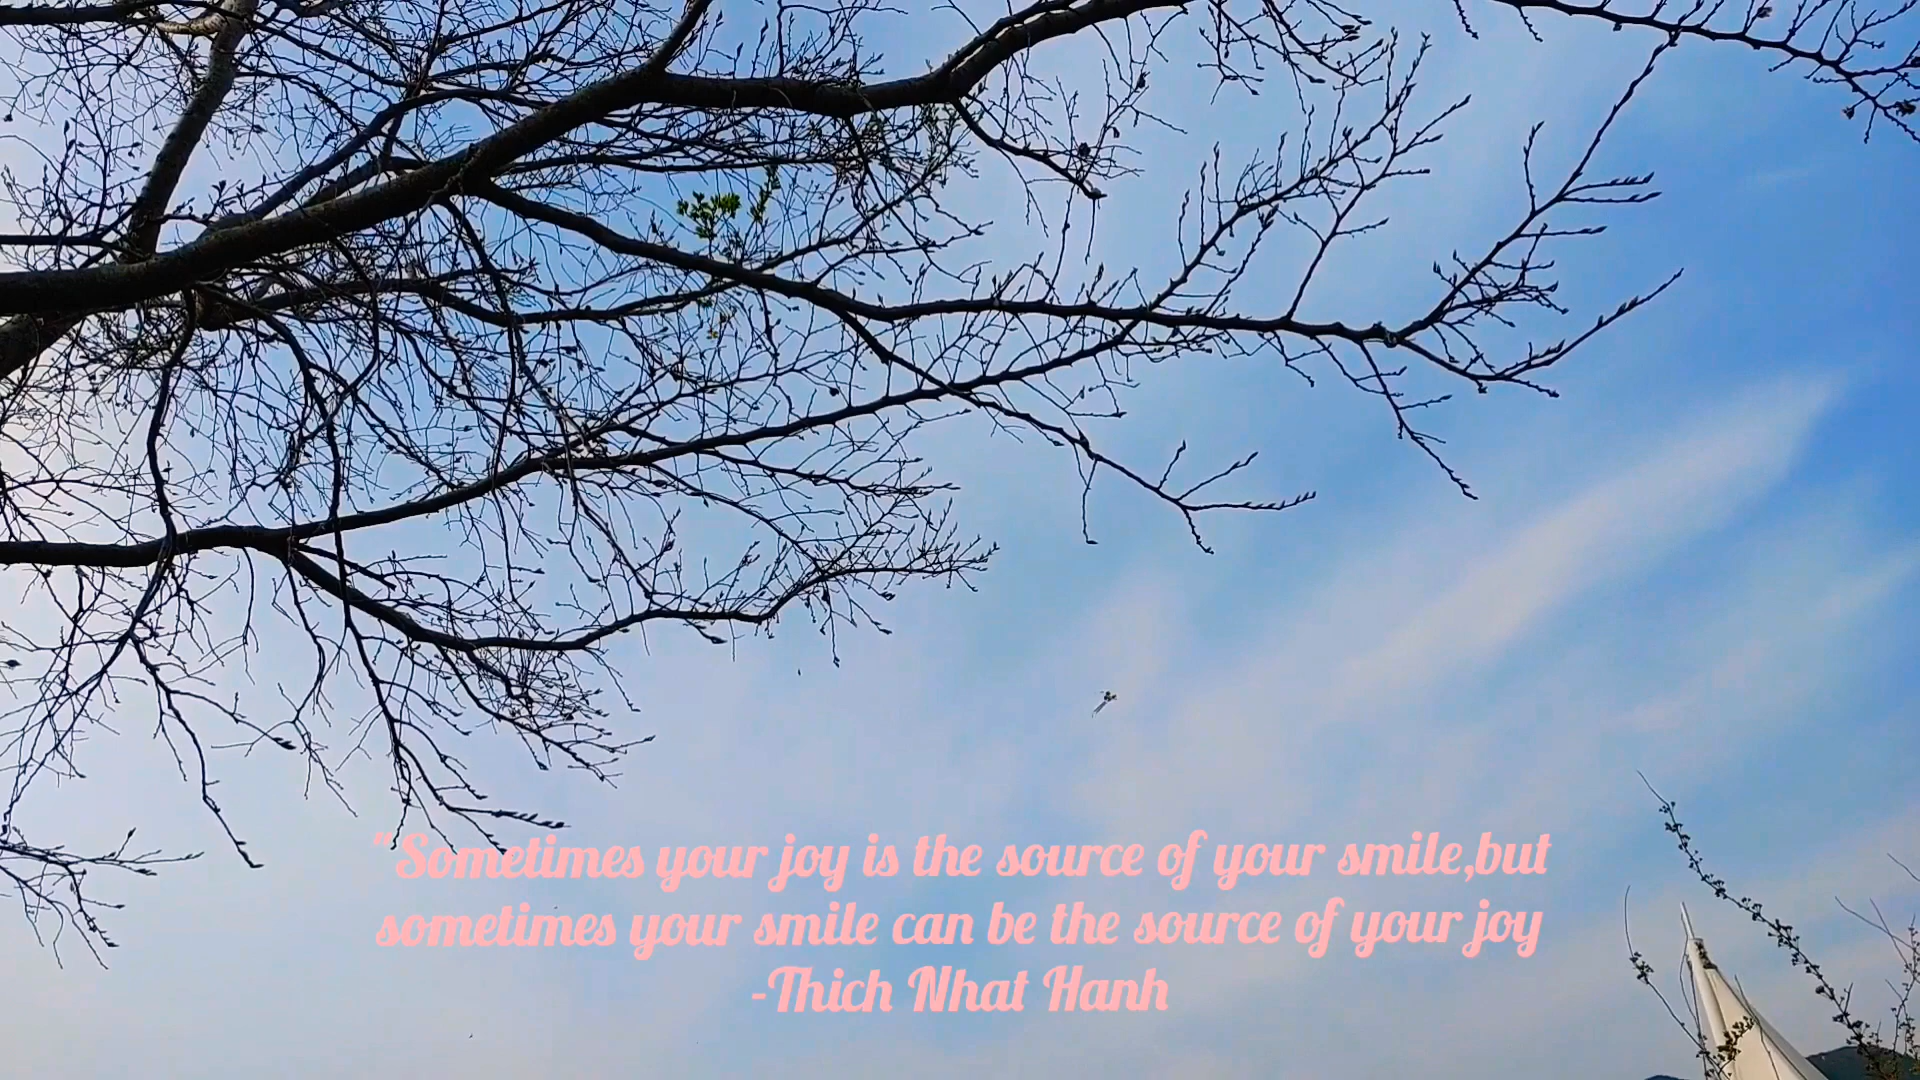 "Sometimes your joy is the source of your smile,but
sometimes your smile can be the source of your joy
-Thich Nhat Hanh